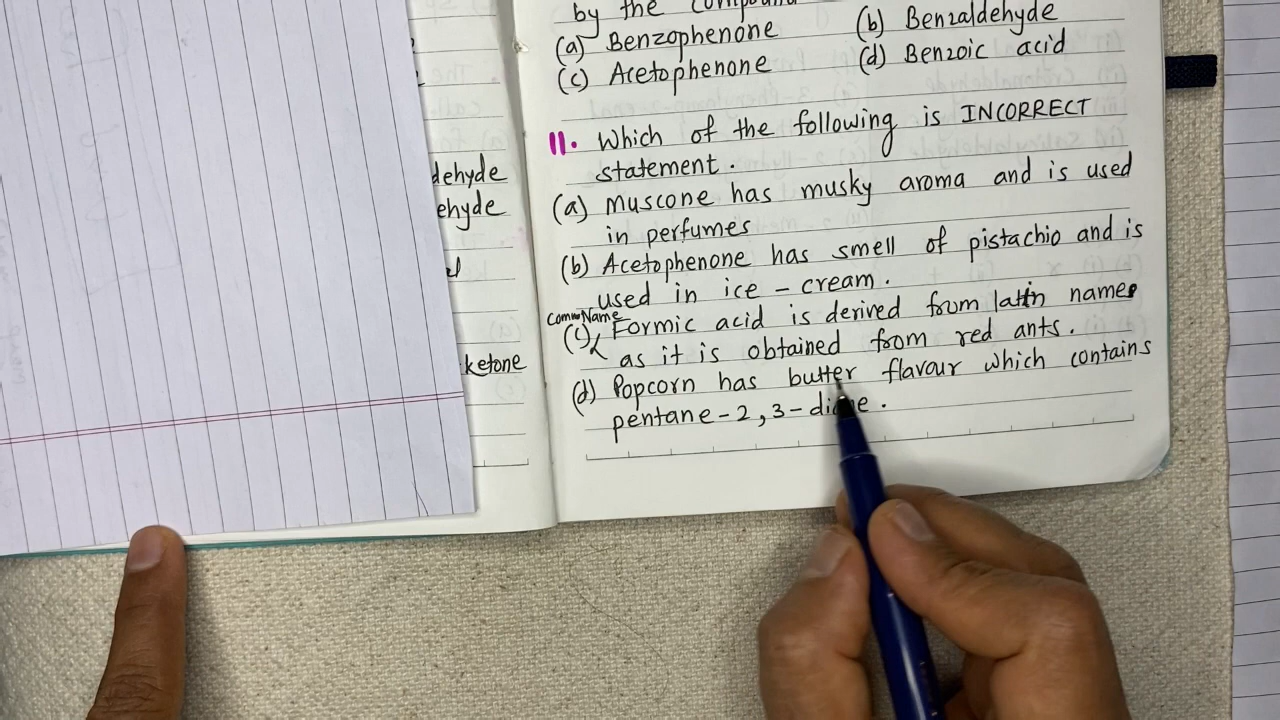 dehyde
ehyde
ketone
by the
(a) Benzophenone (b) Benzaldehyde
(c) Acetophenone (d) Benzoic acid
11. Which of the following is INCORRECT
statement.
(a) Muscone has musky aroma and is used
in perfumes
(b) Acetophenone has smell of pistachio and is
used in ice - cream.
Common Name
(c) Formic acid is derived from latin name
as it is obtained from red ants.
(d) Popcorn has butter flavour which contains
pentane - 2, 3 -